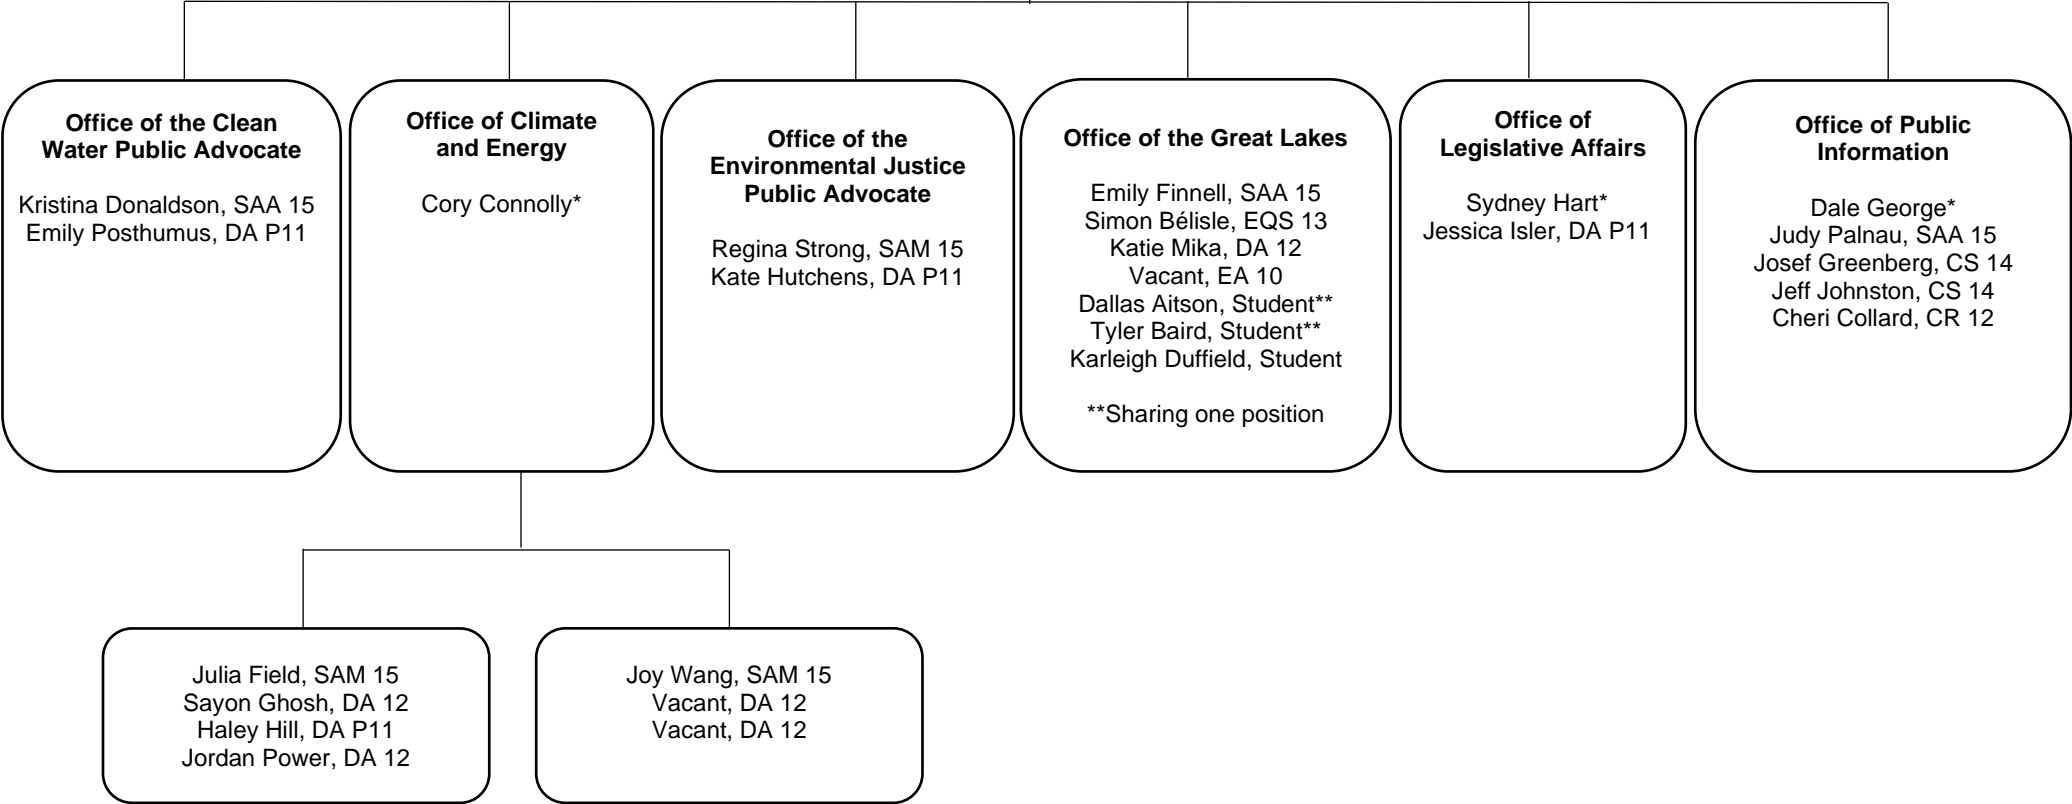 Office of the Clean
Water Public Advocate
Kristina Donaldson, SAA 15
Emily Posthumus, DA P11
Office of Climate
and Energy
Cory Connolly*
Office of the
Environmental Justice
Public Advocate
Regina Strong, SAM 15
Kate Hutchens, DA P11
Office of the Great Lakes
Emily Finnell, SAA 15
Simon Bélisle, EQS 13
Katie Mika, DA 12
Vacant, EA 10
Dallas Aitson, Student**
Tyler Baird, Student**
Karleigh Duffield, Student
**Sharing one position
Office of
Legislative Affairs
Sydney Hart*
Jessica Isler, DA P11
Office of Public
Information
Dale George*
Judy Palnau, SAA 15
Josef Greenberg, CS 14
Jeff Johnston, CS 14
Cheri Collard, CR 12
Julia Field, SAM 15
Sayon Ghosh, DA 12
Haley Hill, DA P11
Jordan Power, DA 12
Joy Wang, SAM 15
Vacant, DA 12
Vacant, DA 12